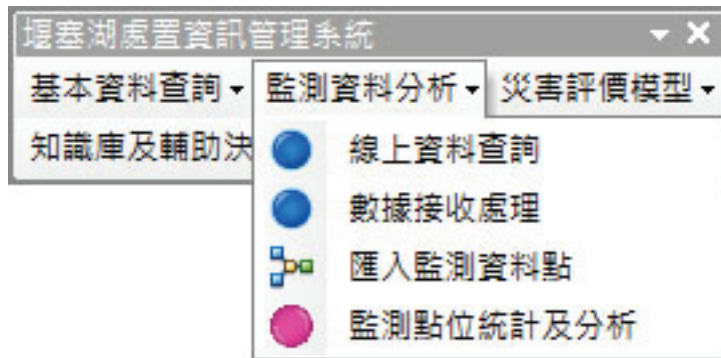 堰塞湖處置資訊管理系統
基本資料查詢 監測資料分析 災害評價模型
知識庫及輔助決
線上資料查詢
數據接收處理
匯入監測資料點
監測點位統計及分析